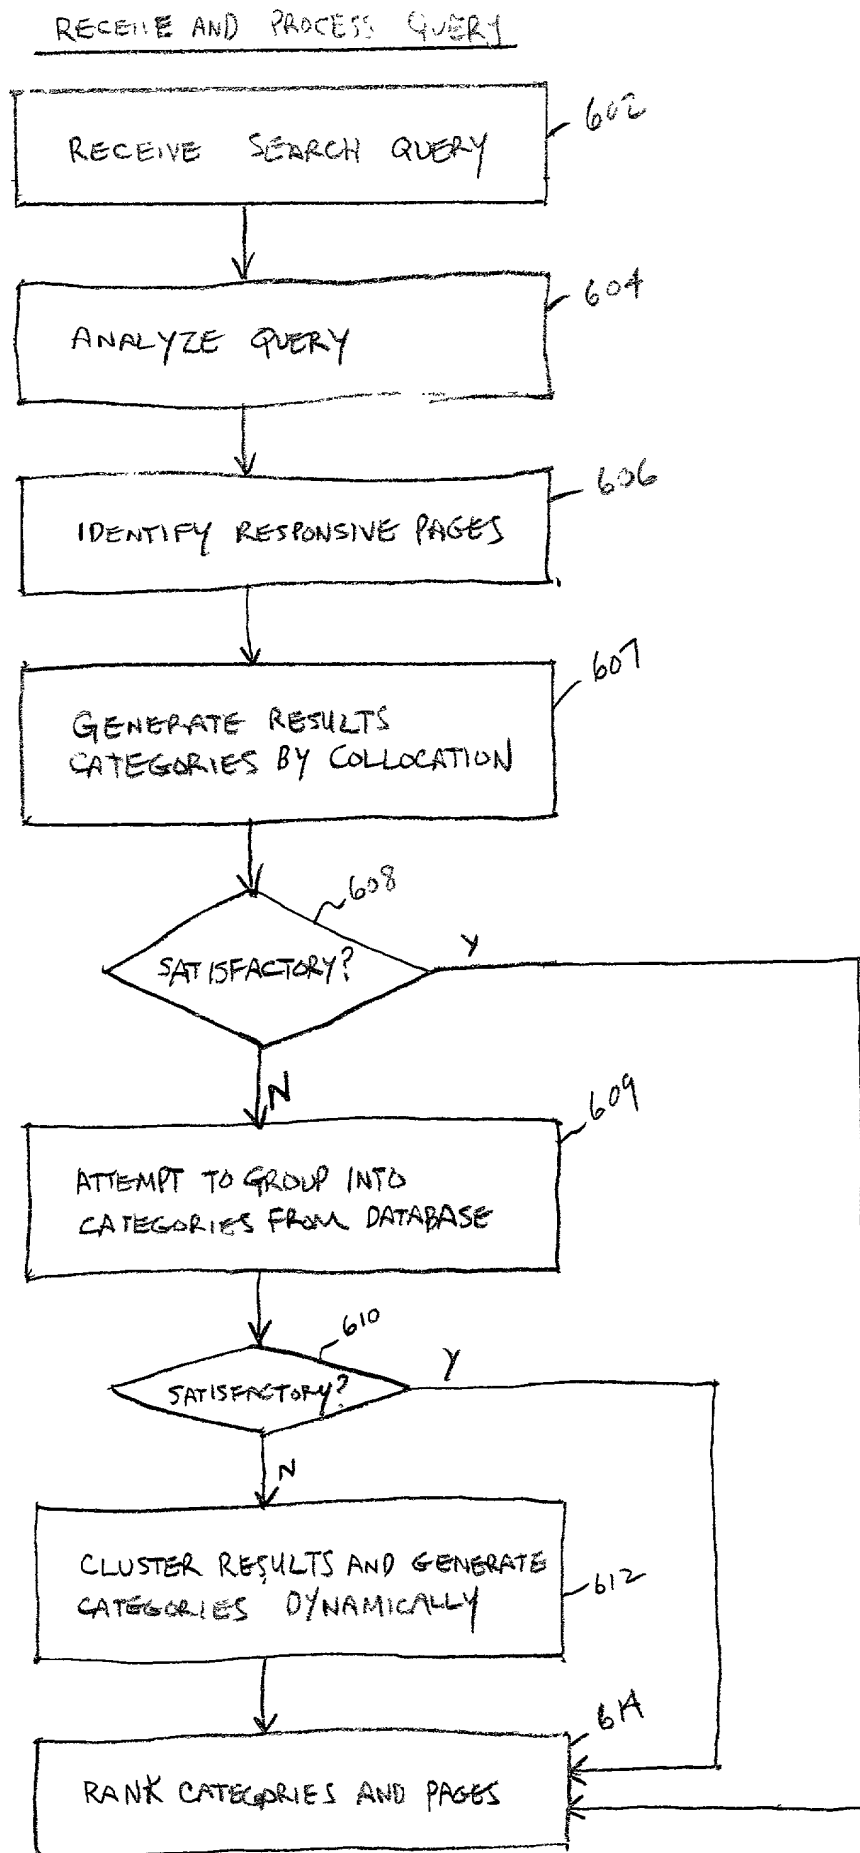 RECEIVE AND PROCESS QUERY
602
RECEIVE SEARCH QUERY
604
ANALYZE QUERY
606
IDENTIFY RESPONSIVE PAGES
607
GENERATE RESULTS
CATEGORIES BY COLLOCATION
608
SATISFACTORY?
Y
N
609
ATTEMPT TO GROUP INTO
CATEGORIES FROM DATABASE
610
SATISFACTORY?
Y
N
CLUSTER RESULTS AND GENERATE
CATEGORIES DYNAMICALLY
612
614
RANK CATEGORIES AND PAGES